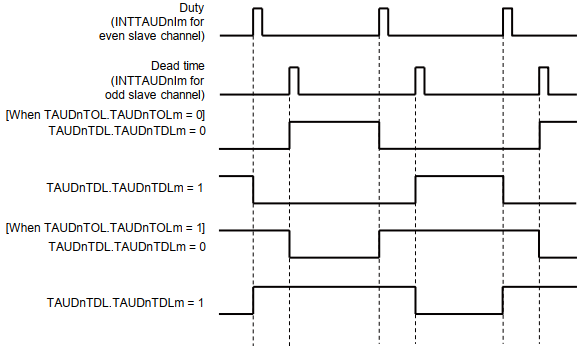 Duty
(INTTAUDnIm for
even slave channel)
Dead time
(INTTAUDnIm for
odd slave channel)
[When TAUDnTOL.TAUDnTOLm = 0]
TAUDnTDL.TAUDnTDLm = 0
TAUDnTDL.TAUDnTDLm = 1
[When TAUDnTOL.TAUDnTOLm = 1]
TAUDnTDL.TAUDnTDLm = 0
TAUDnTDL.TAUDnTDLm = 1